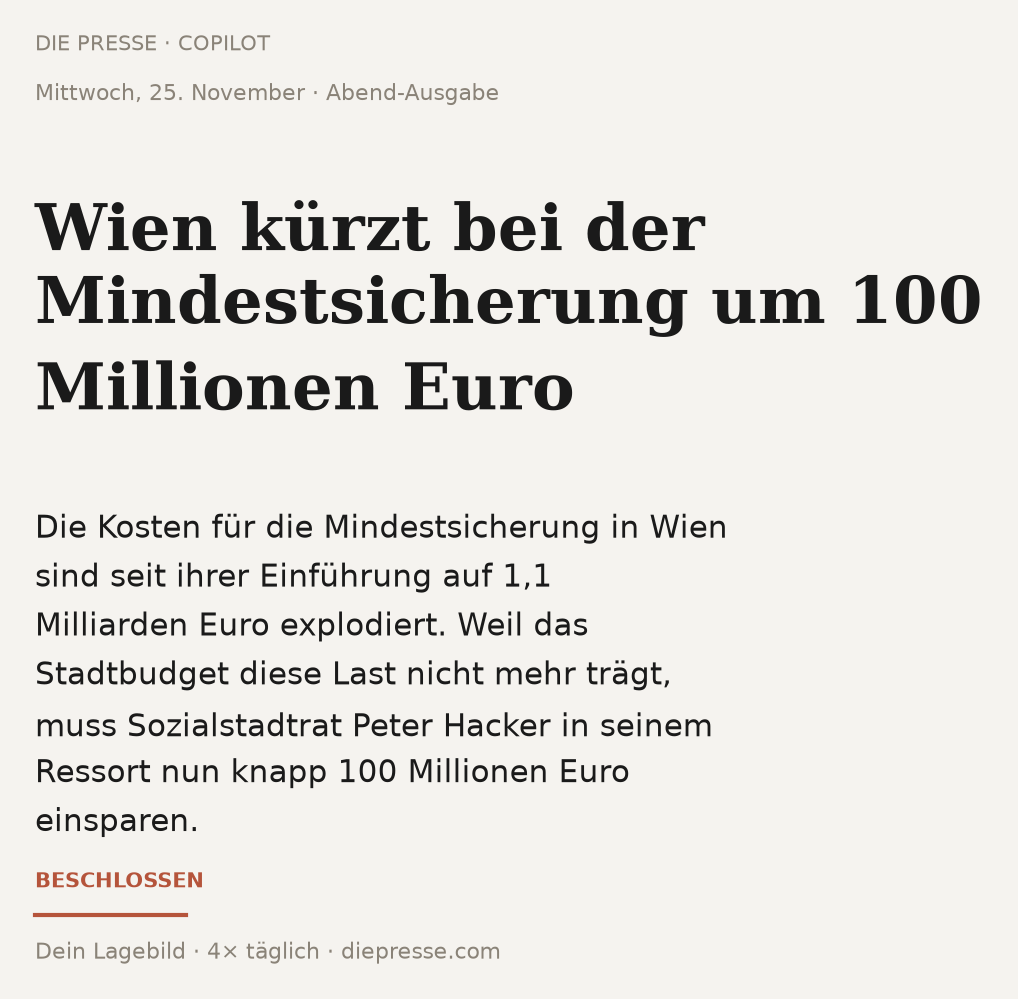 DIE PRESSE · COPILOT
Mittwoch, 25. November · Abend-Ausgabe
Wien kürzt bei der
Mindestsicherung um 100
Millionen Euro
Die Kosten für die Mindestsicherung in Wien
sind seit ihrer Einführung auf 1,1
Milliarden Euro explodiert. Weil das
Stadtbudget diese Last nicht mehr trägt,
muss Sozialstadtrat Peter Hacker in seinem
Ressort nun knapp 100 Millionen Euro
einsparen.
BESCHLOSSEN
Dein Lagebild · 4× täglich · diepresse.com